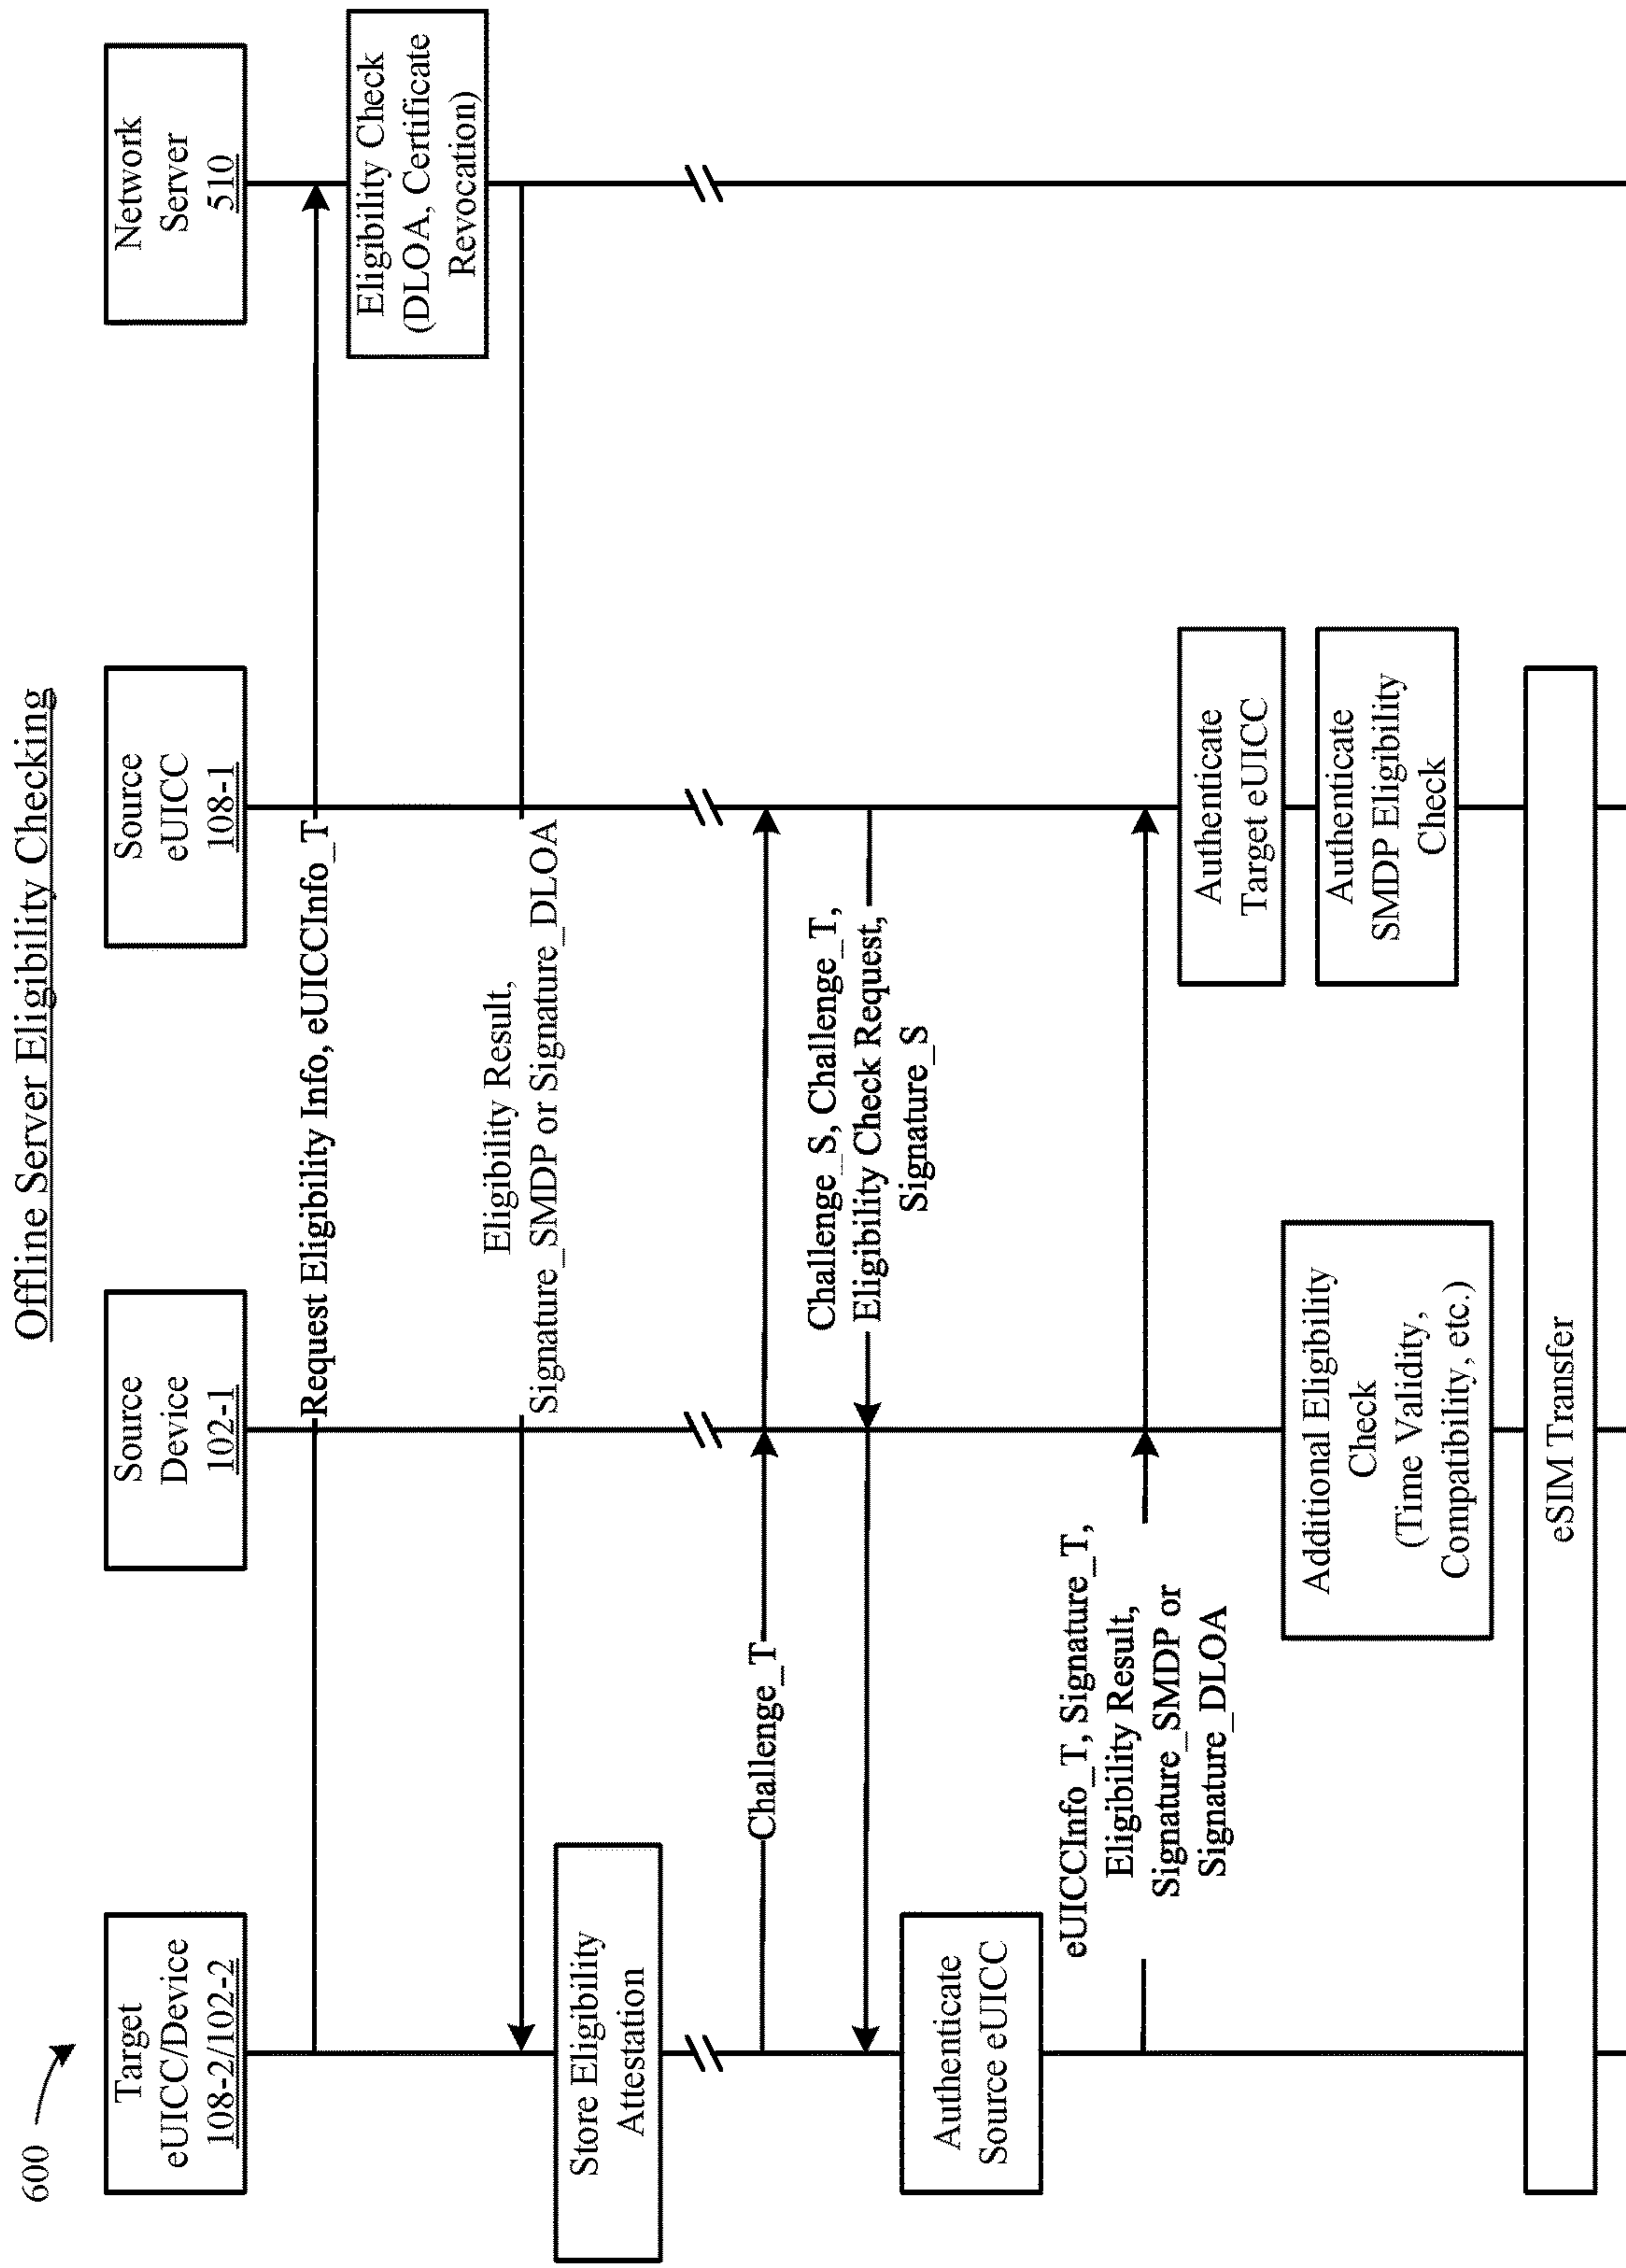 600
Offline Server Eligibility Checking
Target
eUICC/Device
108-2/102-2
Source
Device
102-1
Source
eUICC
108-1
Network
Server
510
Request Eligibility Info, eUICCInfo_T
Eligibility Check
(DLOA, Certificate
Revocation)
Eligibility Result,
Signature_SMDP or Signature_DLOA
Store Eligibility
Attestation
Challenge_T
Challenge_S, Challenge_T,
Eligibility Check Request,
Signature_S
Authenticate
Source eUICC
eUICCInfo_T, Signature_T,
Eligibility Result,
Signature_SMDP or
Signature_DLOA
Authenticate
Target eUICC
Additional Eligibility
Check
(Time Validity,
Compatibility, etc.)
Authenticate
SMDP Eligibility
Check
eSIM Transfer